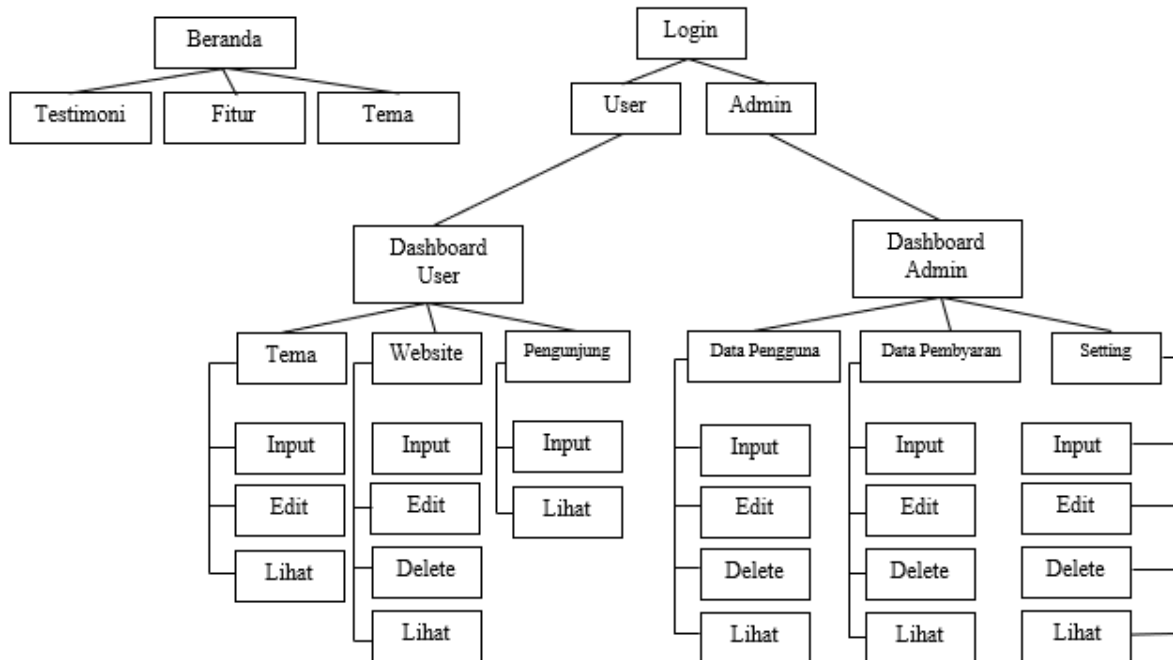 Beranda
Testimoni
Fitur
Tema
Login
User
Admin
Dashboard
User
Tema
Input
Edit
Lihat
Website
Input
Edit
Delete
Lihat
Pengunjung
Input
Lihat
Dashboard
Admin
Data Pengguna
Input
Edit
Delete
Lihat
Data Pembyaran
Input
Edit
Delete
Lihat
Setting
Input
Edit
Delete
Lihat